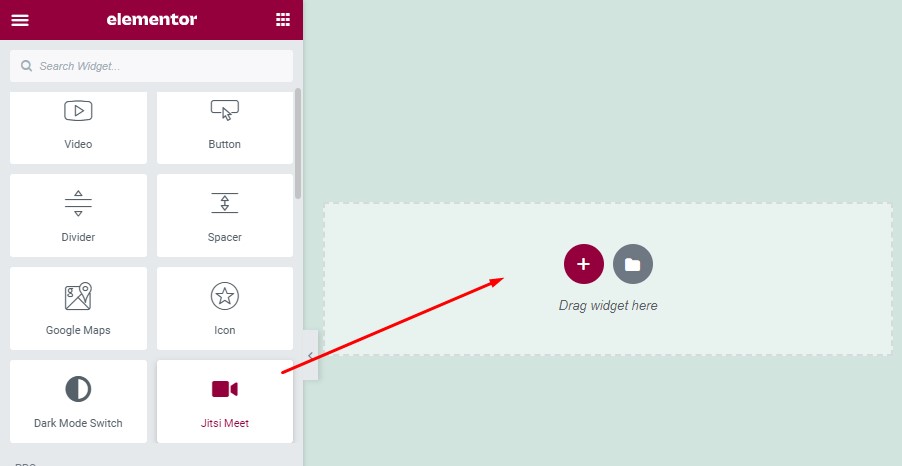 elementor
Search Widget...
Video
Button
Divider
Spacer
Google Maps
Icon
Dark Mode Switch
Jitsi Meet
Drag widget here